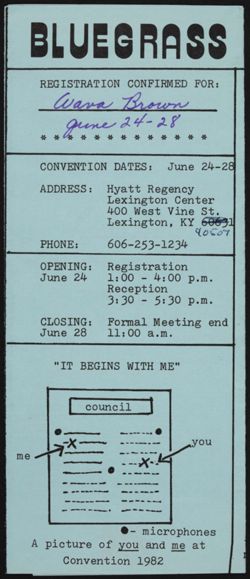 BLUEGRASS
REGISTRATION CONFIRMED FOR:
Wava Brown
June 24-28
* * * * * * * * * * * *
CONVENTION DATES: June 24-28
ADDRESS: Hyatt Regency
Lexington Center
400 West Vine St.
Lexington, KY
40507
PHONE: 606-253-1234
OPENING: Registration
June 24 1:00 - 4:00 p.m.
Reception
3:30 - 5:30 p.m.
CLOSING: Formal Meeting end
June 28 11:00 a.m.
"IT BEGINS WITH ME"
council
me X
X you
- microphones
A picture of you and me at
Convention 1982